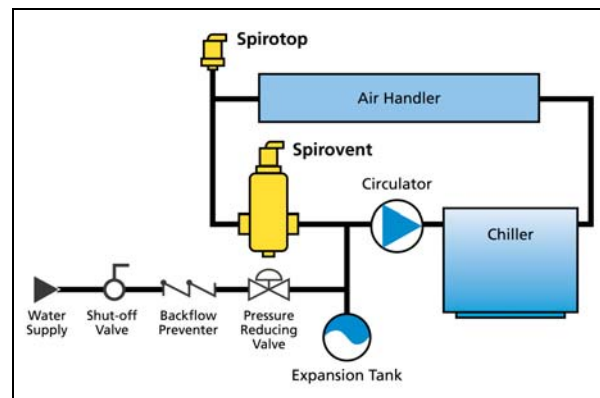 Spirotop
Air Handler
Spirovent
Circulator
Chiller
Water
Supply
Shut-off
Valve
Backflow
Preventer
Pressure
Reducing
Valve
Expansion Tank